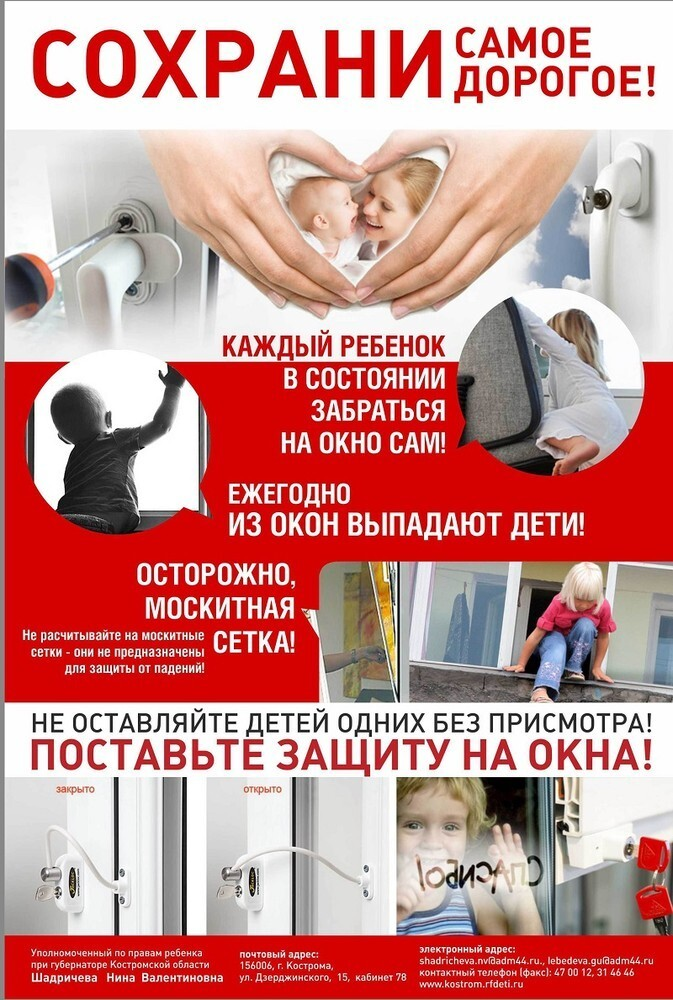 СОХРАНИ САМОЕ
ДОРОГОЕ!
КАЖДЫЙ РЕБЕНОК
В СОСТОЯНИИ
ЗАБРАТЬСЯ
НА ОКНО САМ!
ЕЖЕГОДНО
ИЗ ОКОН ВЫПАДАЮТ ДЕТИ!
ОСТОРОЖНО,
МОСКИТНАЯ
СЕТКА!
Не расчитывайте на москитные
сетки - они не предназначены
для защиты от падений!
НЕ ОСТАВЛЯЙТЕ ДЕТЕЙ ОДНИХ БЕЗ ПРИСМОТРА!
ПОСТАВЬТЕ ЗАЩИТУ НА ОКНА!
закрыто
открыто
СПАСИБО!
Уполномоченный по правам ребенка
при губернаторе Костромской области
Шадричева Нина Валентиновна
почтовый адрес:
156006, г. Кострома,
ул. Дзержинского, 15, кабинет 78
электронный адрес:
shadricheva.nv@adm44.ru., lebedeva.gu@adm44.ru
контактный телефон (факс): 47 00 12, 31 46 46
www.kostrom.rfdeti.ru